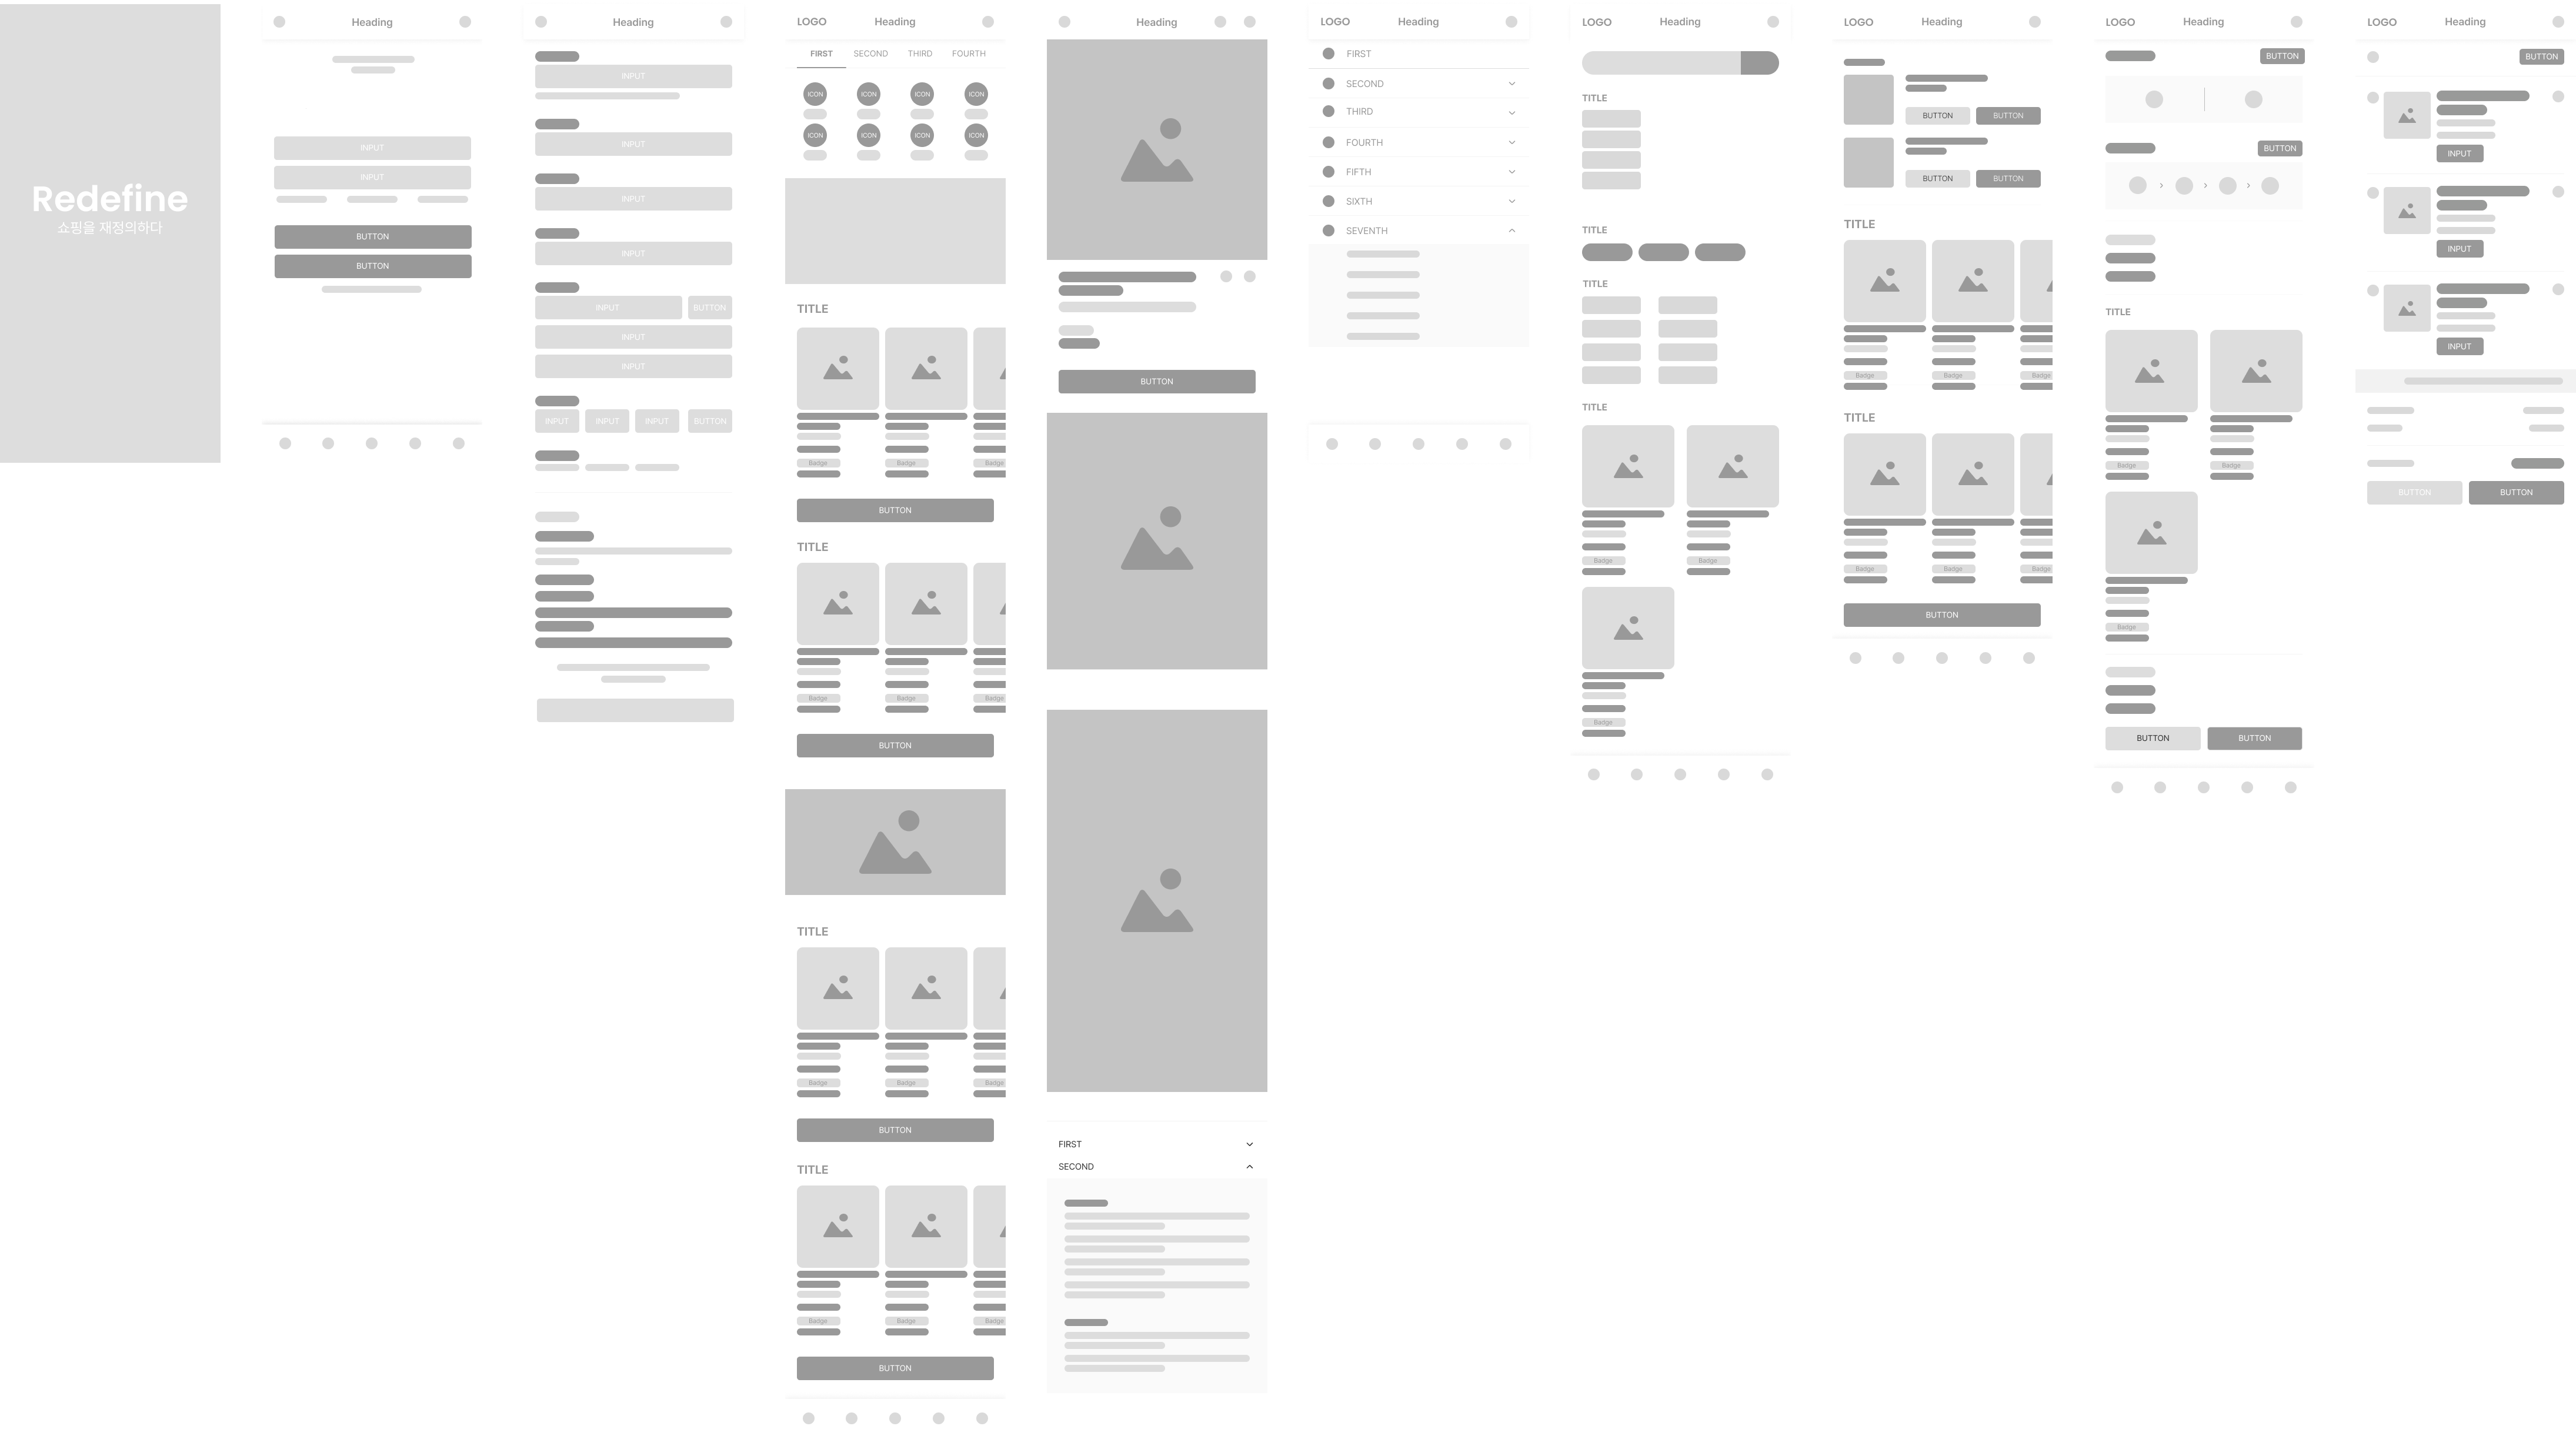 Redefine
쇼핑을 재정의하다
Heading
INPUT
INPUT
BUTTON
BUTTON
Heading
INPUT
INPUT
INPUT
INPUT
INPUT BUTTON
INPUT
INPUT
INPUT INPUT INPUT BUTTON
LOGO Heading
FIRST SECOND THIRD FOURTH
ICON ICON ICON ICON
ICON ICON ICON ICON
TITLE
Badge Badge Badge
BUTTON
TITLE
Badge Badge Badge
BUTTON
TITLE
Badge Badge Badge
BUTTON
TITLE
Badge Badge Badge
BUTTON
Heading
BUTTON
FIRST
SECOND
LOGO Heading
FIRST
SECOND
THIRD
FOURTH
FIFTH
SIXTH
SEVENTH
LOGO Heading
TITLE
TITLE
TITLE
TITLE
Badge Badge
Badge
LOGO Heading
BUTTON BUTTON
BUTTON BUTTON
TITLE
Badge Badge Badge
TITLE
Badge Badge Badge
BUTTON
LOGO Heading
BUTTON
BUTTON
TITLE
Badge Badge
Badge
BUTTON BUTTON
LOGO Heading
BUTTON
INPUT
INPUT
INPUT
BUTTON BUTTON